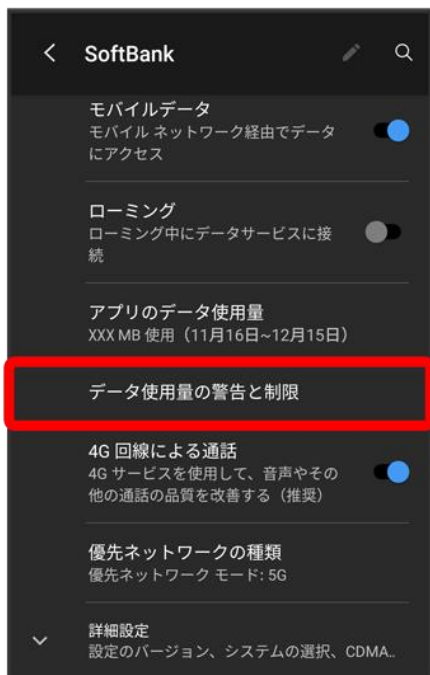 SoftBank
モバイルデータ
モバイル ネットワーク経由でデータ
にアクセス
ローミング
ローミング中にデータサービスに接
続
アプリのデータ使用量
XXX MB 使用（11月16日~12月15日）
データ使用量の警告と制限
4G 回線による通話
4G サービスを使用して、音声やその
他の通話の品質を改善する（推奨）
優先ネットワークの種類
優先ネットワーク モード: 5G
詳細設定
設定のバージョン、システムの選択、CDMA..